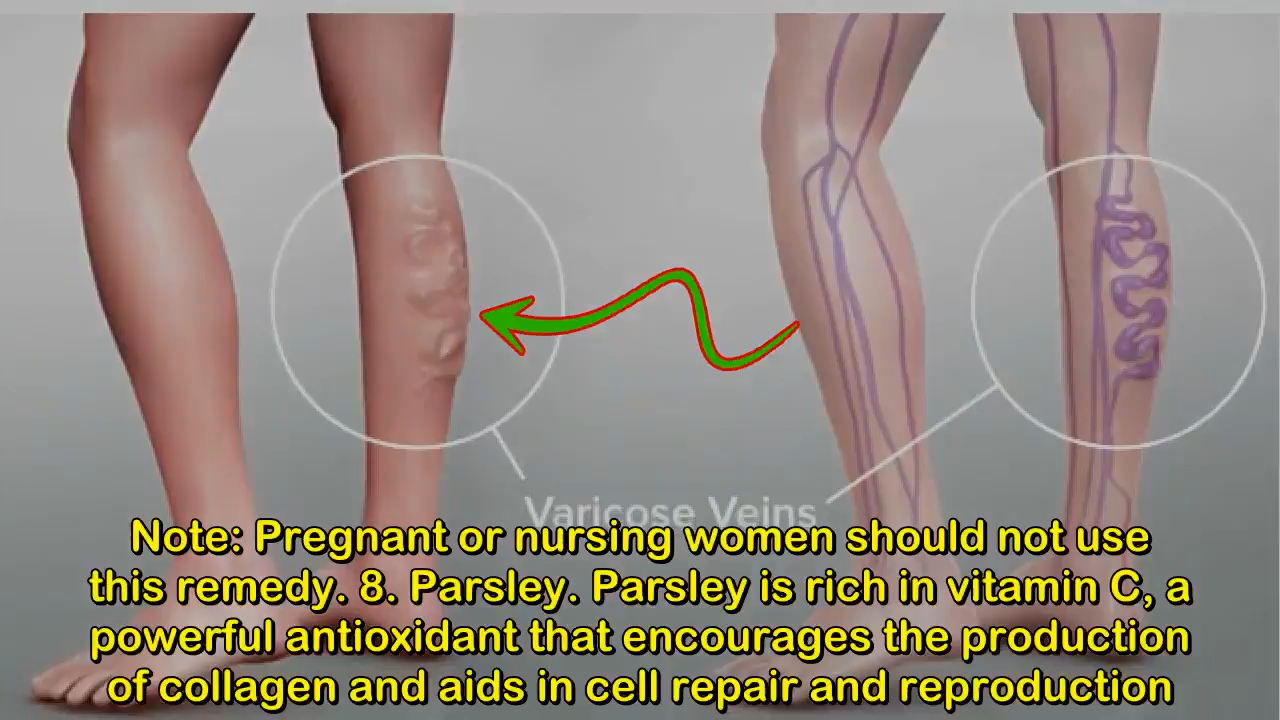 Varicose Veins
Note: Pregnant or nursing women should not use
this remedy. 8. Parsley. Parsley is rich in vitamin C, a
powerful antioxidant that encourages the production
of collagen and aids in cell repair and reproduction